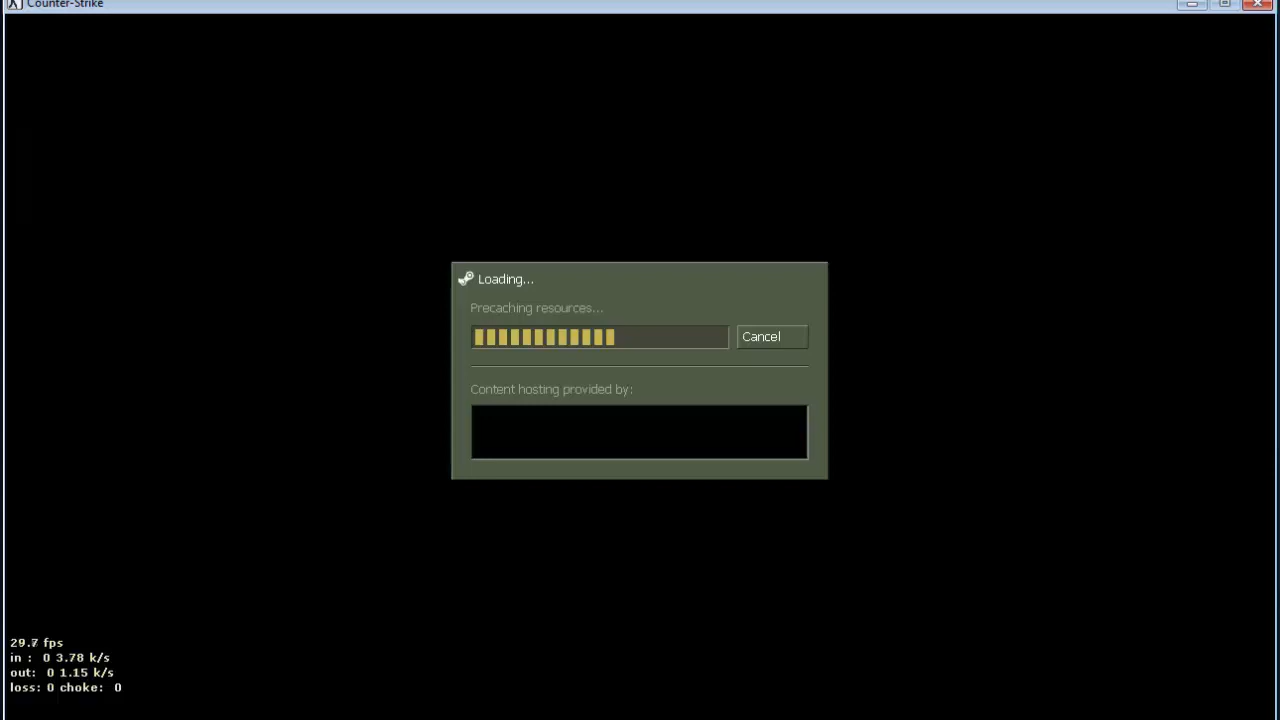 Counter-Strike
Loading...
Precaching resources...
Cancel
Content hosting provided by:
29.7 fps
in :  0 3.78 k/s
out:  0 1.15 k/s
loss: 0 choke:  0